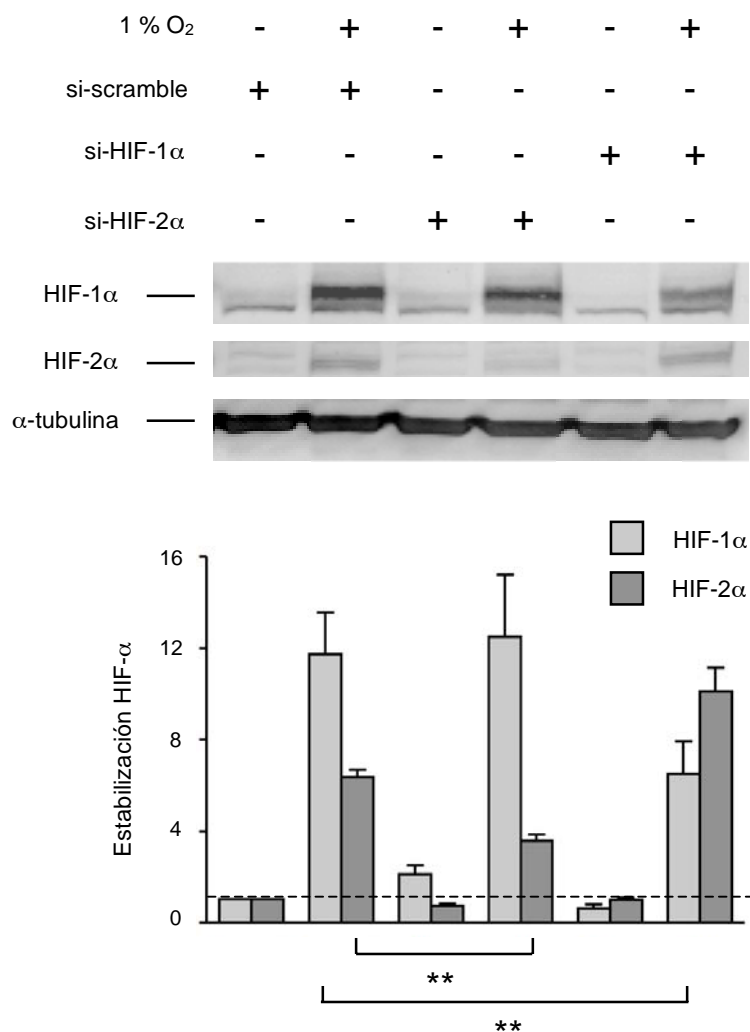 1 % O₂ - + - + - +
si-scramble + + - - - -
si-HIF-1α - - - - + +
si-HIF-2α - - + + - -
HIF-1α
HIF-2α
α-tubulina
HIF-1α
HIF-2α
Estabilización HIF-α
16
12
8
4
0
**
**